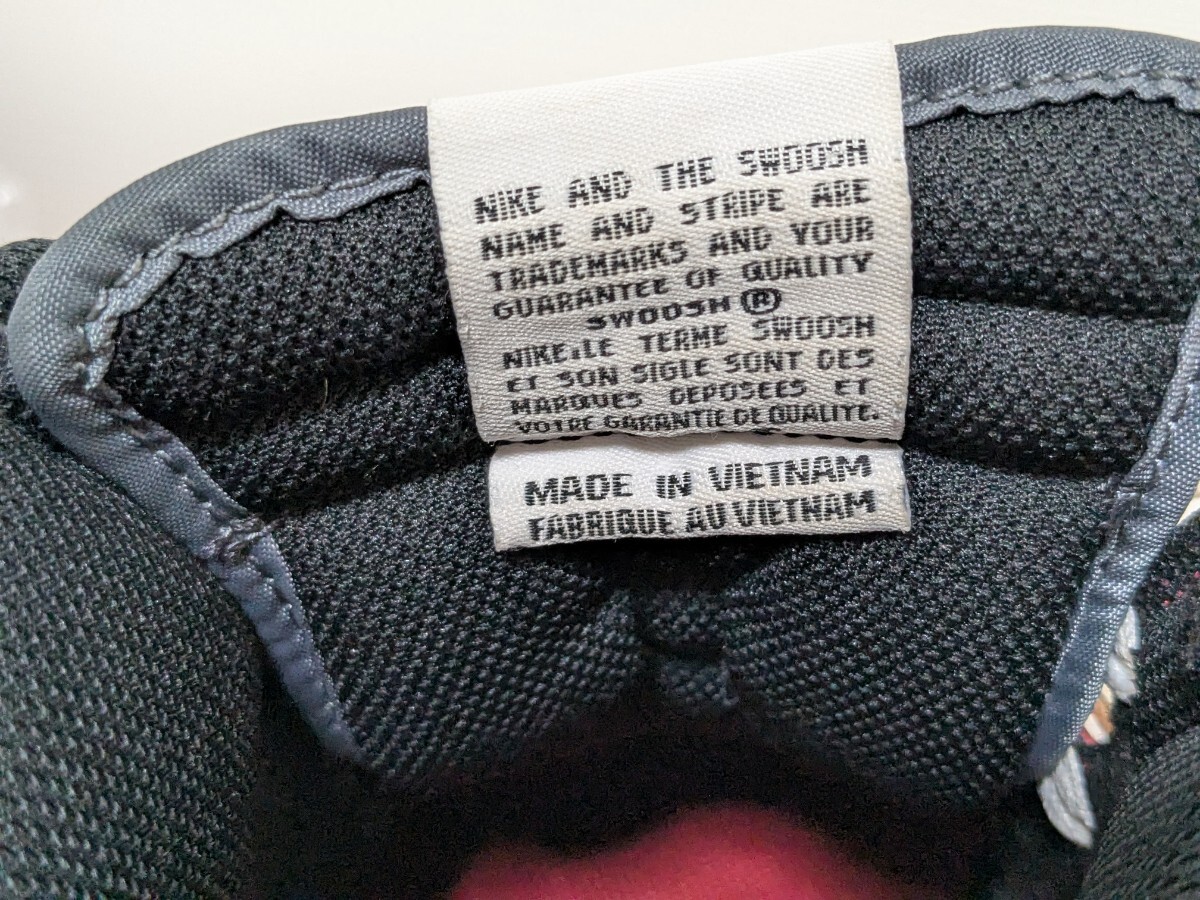 NIKE AND THE SWOOSH
NAME AND STRIPE ARE
TRADEMARKS AND YOUR
GUARANTEE OF QUALITY
SWOOSH®
NIKE.LE TERME SWOOSH
ET SON SIGLE SONT DES
MARQUES DEPOSEES ET
VOTRE GARANTIE DE QUALITE.
MADE IN VIETNAM
FABRIQUE AU VIETNAM